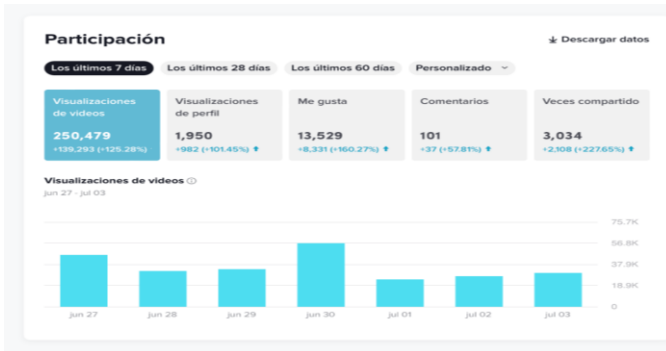 Participación
Descargar datos
Los últimos 7 días Los últimos 28 días Los últimos 60 días Personalizado
Visualizaciones de videos
250,479
+139,293 (+125.28%)
Visualizaciones de perfil
1,950
+982 (+101.45%)
Me gusta
13,529
+8,331 (+160.27%)
Comentarios
101
+37 (+57.81%)
Veces compartido
3,034
+2,108 (+227.65%)
Visualizaciones de videos
jun 27 - jul 03
75.7K
56.8K
37.9K
18.9K
0
jun 27 jun 28 jun 29 jun 30 jul 01 jul 02 jul 03